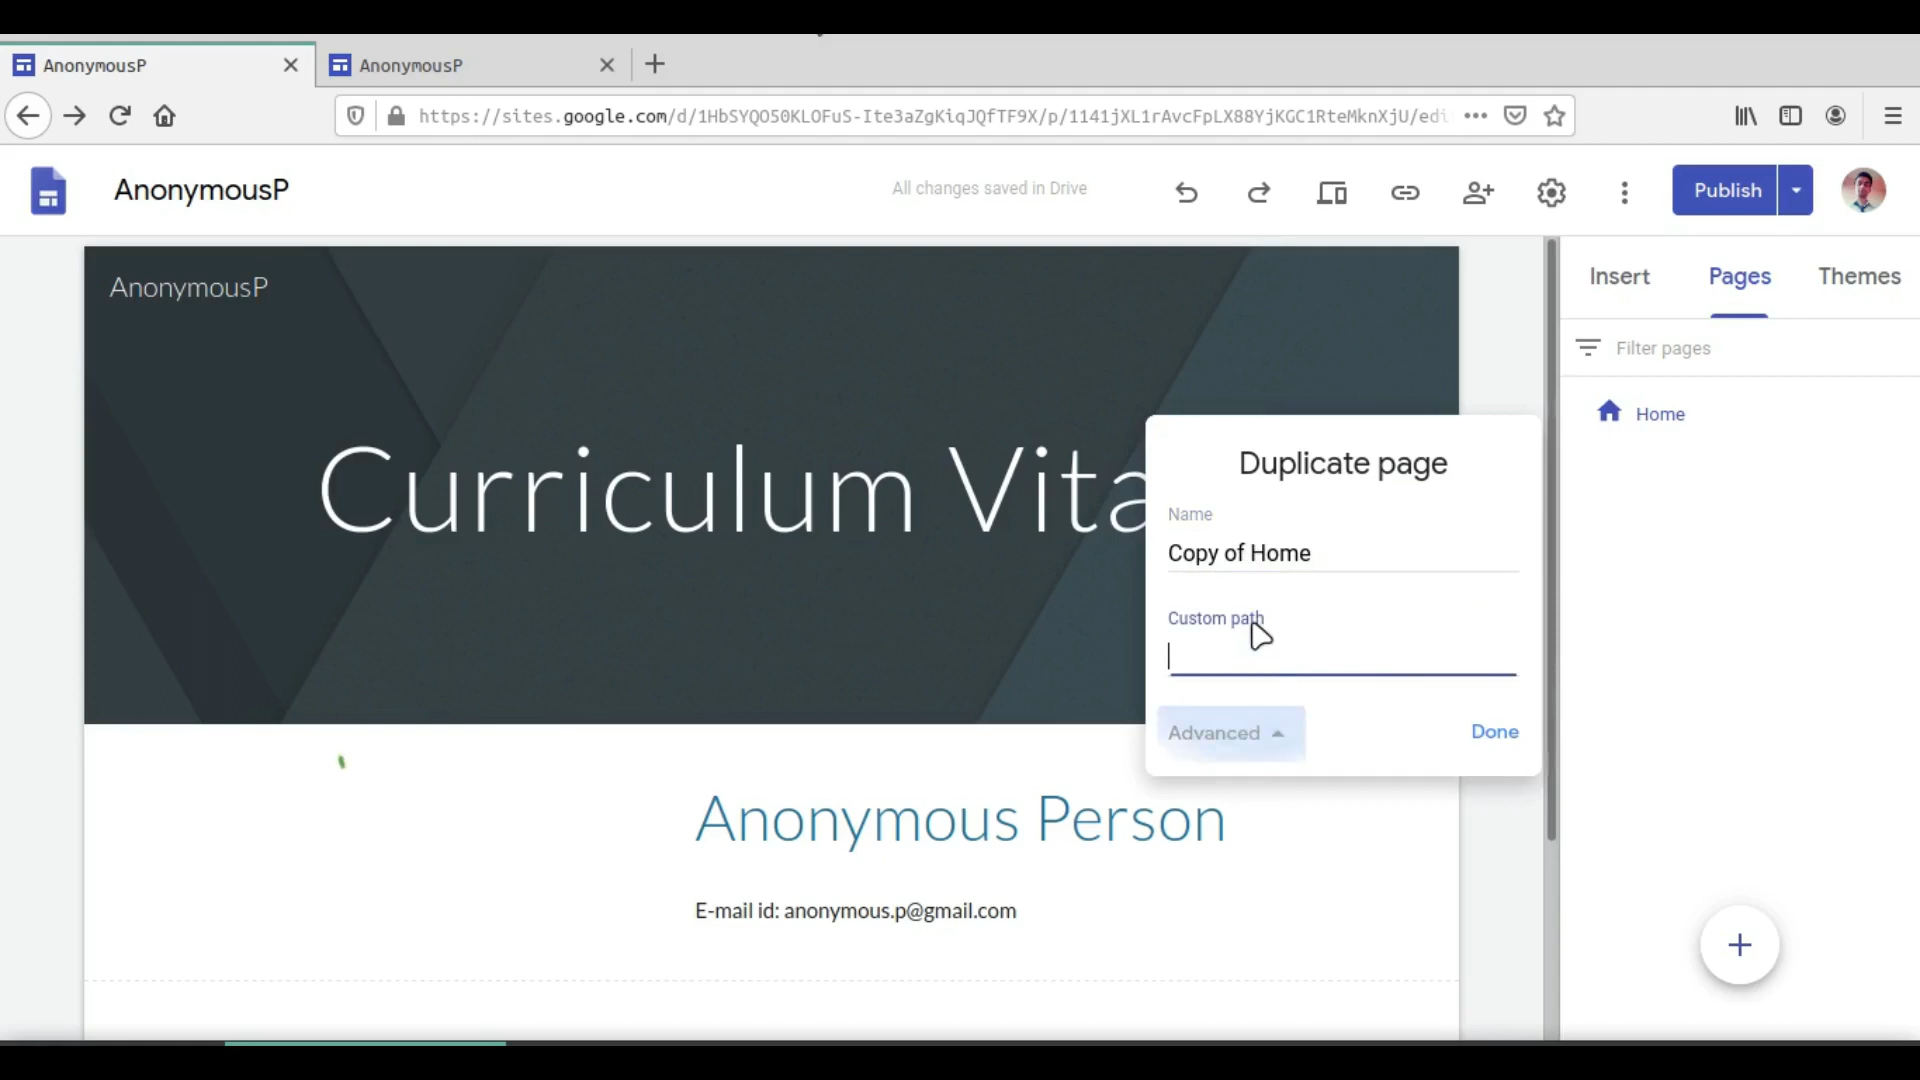 AnonymousP
AnonymousP
https://sites.google.com/d/1HbSYQO50KLOFuS-Ite3aZgKiqJQfTF9X/p/1141jXL1rAvcFpLX88YjKGC1RteMknXjU/edi
AnonymousP
All changes saved in Drive
Publish
Insert
Pages
Themes
Filter pages
Home
AnonymousP
Curriculum Vita
Duplicate page
Name
Copy of Home
Custom path
Advanced
Done
Anonymous Person
E-mail id: anonymous.p@gmail.com